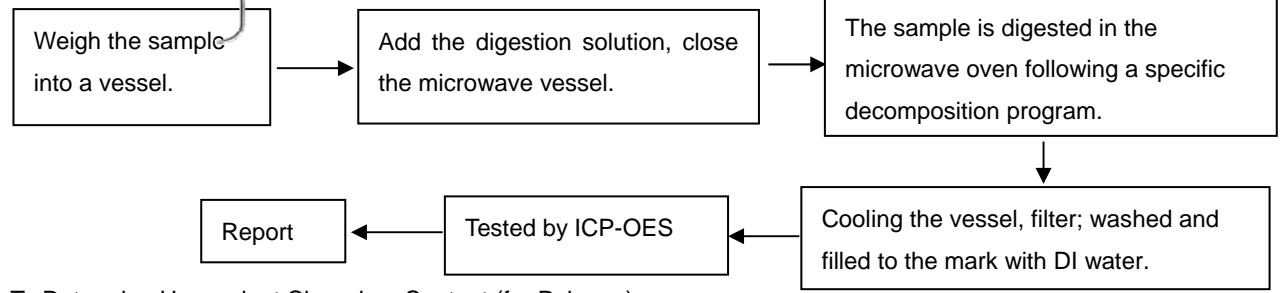 Weigh the sample
into a vessel.
Add the digestion solution, close
the microwave vessel.
The sample is digested in the
microwave oven following a specific
decomposition program.
Cooling the vessel, filter; washed and
filled to the mark with DI water.
Tested by ICP-OES
Report